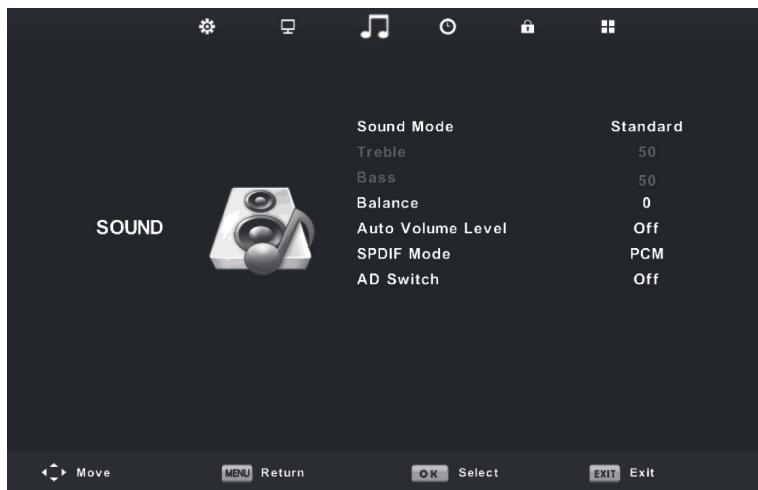 Sound Mode Standard
Treble 50
Bass 50
Balance 0
SOUND
Auto Volume Level Off
SPDIF Mode PCM
AD Switch Off
Move MENU Return OK Select EXIT Exit